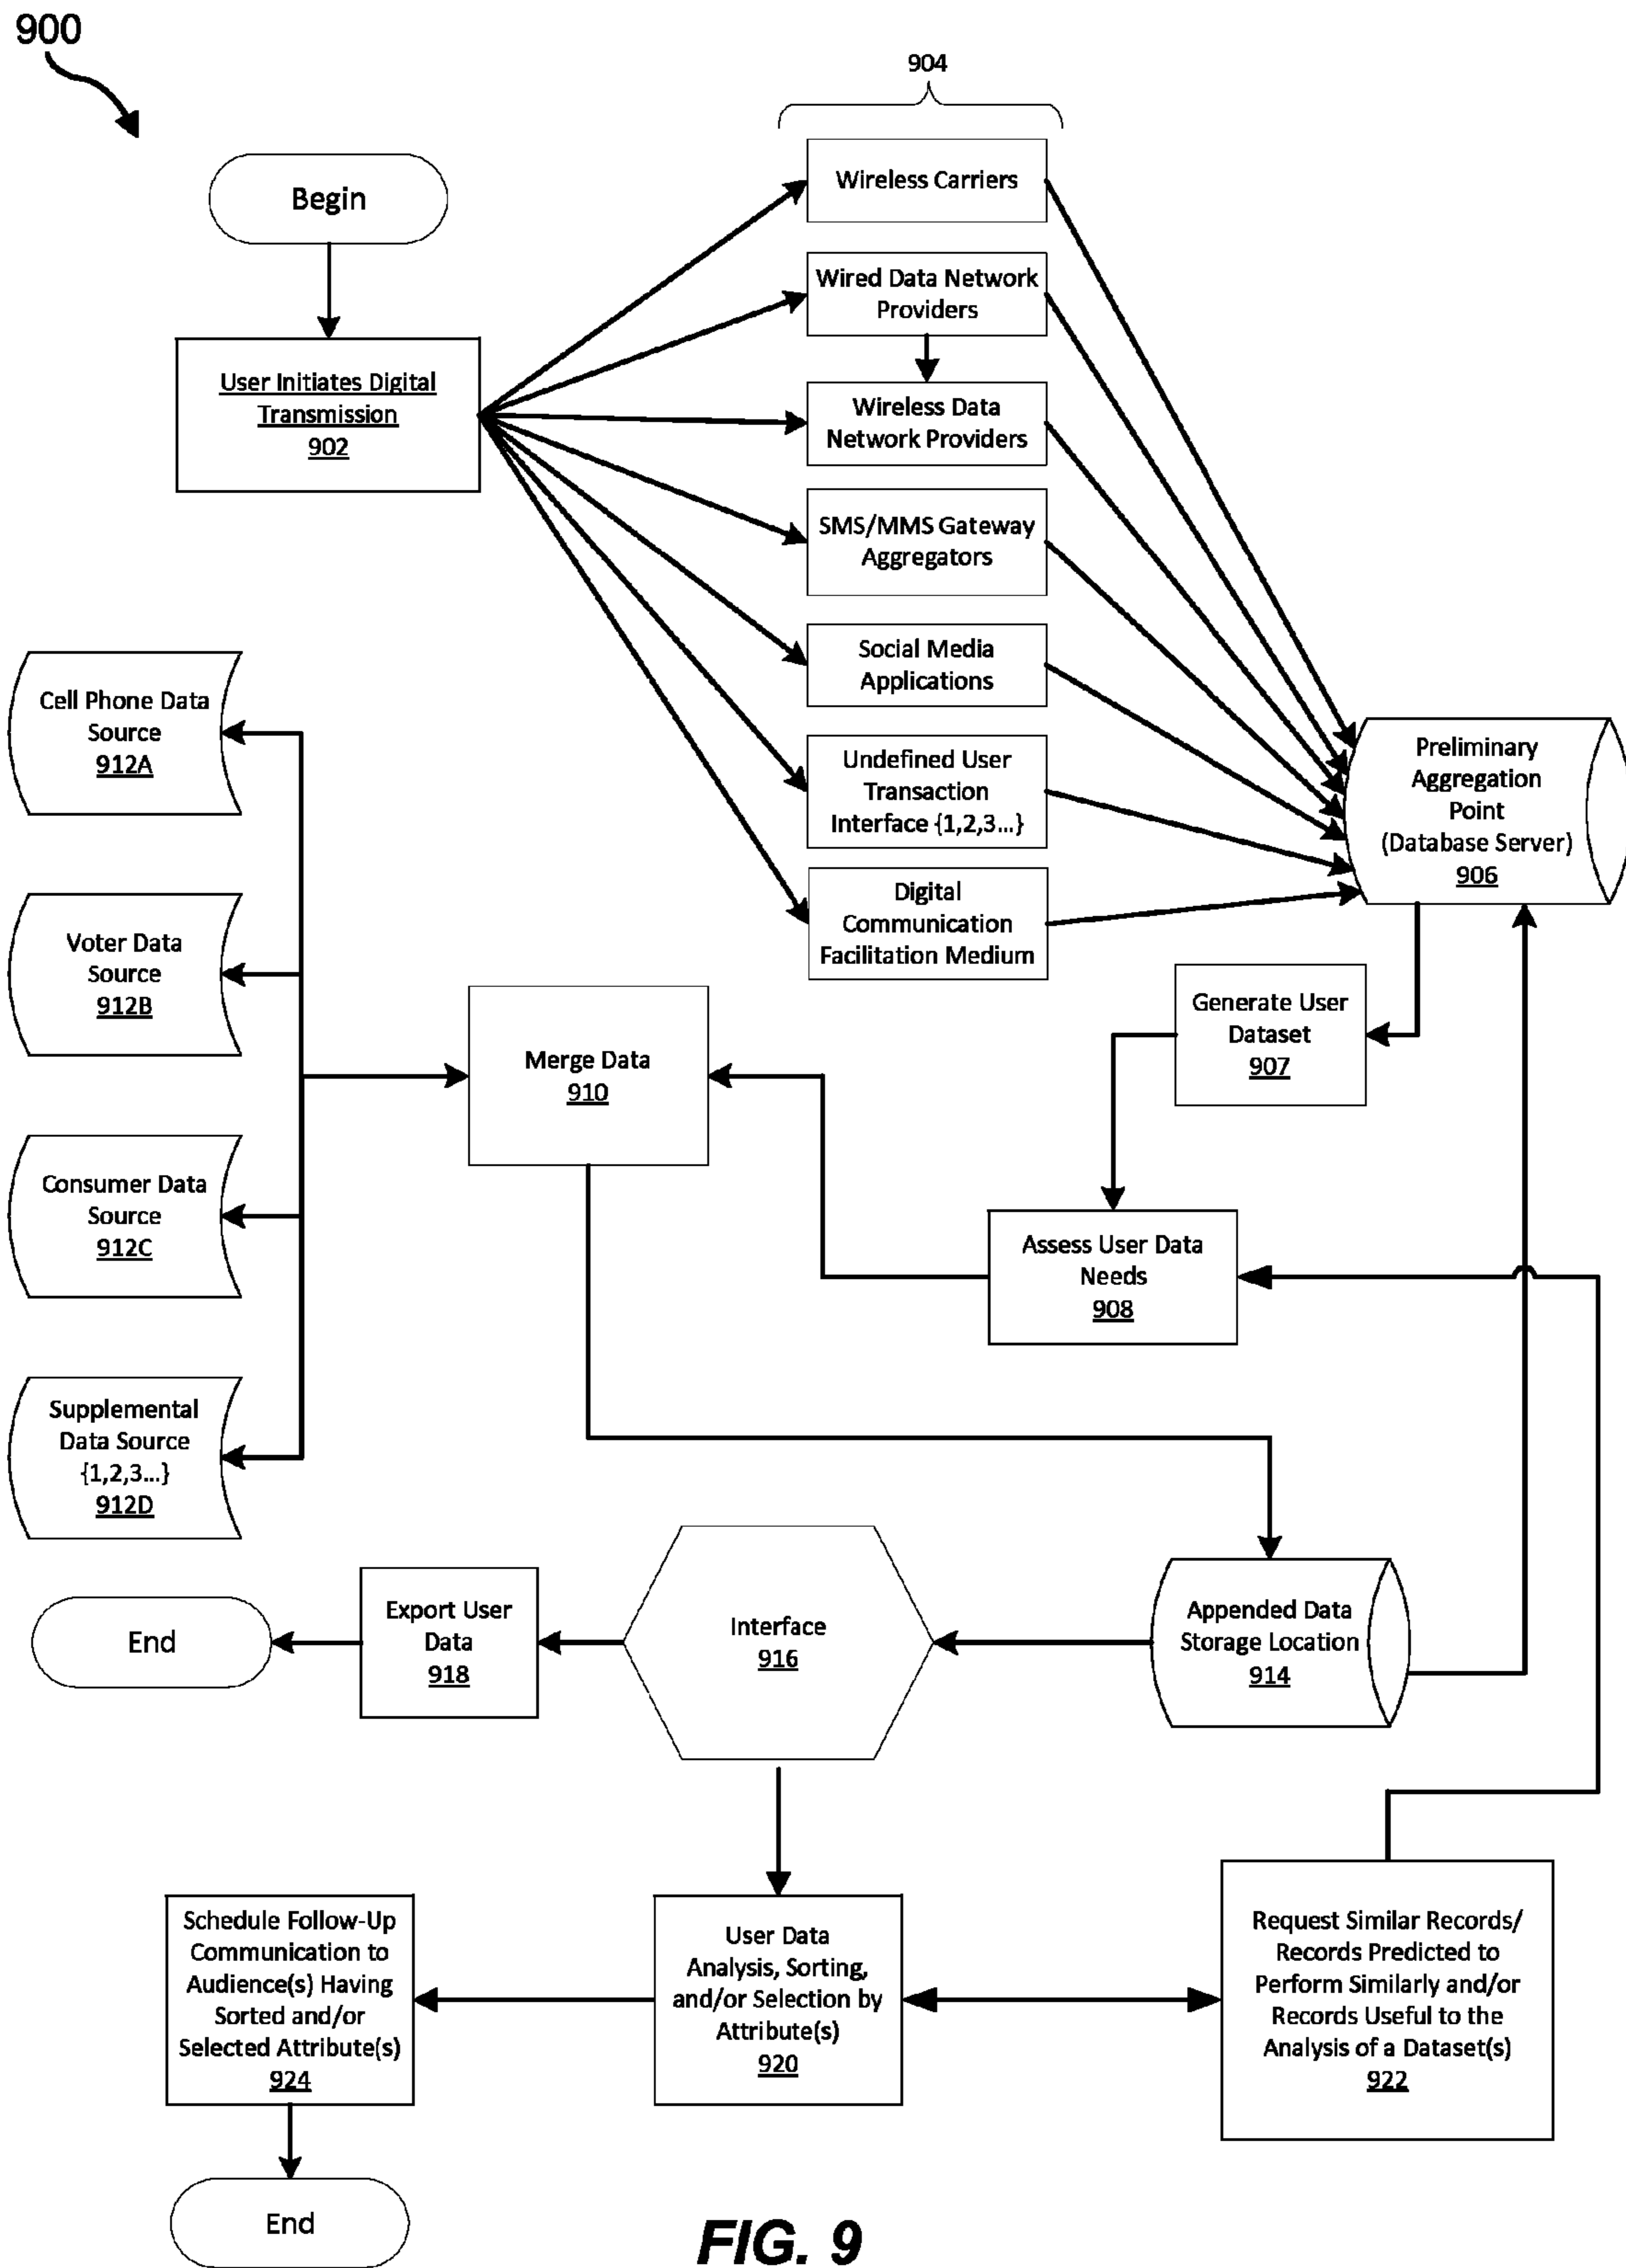 900
904
Begin
Wireless Carriers
Wired Data Network
Providers
User Initiates Digital
Transmission
902
Wireless Data
Network Providers
SMS/MMS Gateway
Aggregators
Social Media
Applications
Undefined User
Transaction
Interface {1,2,3...}
Digital
Communication
Facilitation Medium
Preliminary
Aggregation
Point
(Database Server)
906
Cell Phone Data
Source
912A
Voter Data
Source
912B
Consumer Data
Source
912C
Supplemental
Data Source
{1,2,3...}
912D
Merge Data
910
Generate User
Dataset
907
Assess User Data
Needs
908
End
Export User
Data
918
Interface
916
Appended Data
Storage Location
914
Schedule Follow-Up
Communication to
Audience(s) Having
Sorted and/or
Selected Attribute(s)
924
User Data
Analysis, Sorting,
and/or Selection by
Attribute(s)
920
Request Similar Records/
Records Predicted to
Perform Similarly and/or
Records Useful to the
Analysis of a Dataset(s)
922
End
FIG. 9